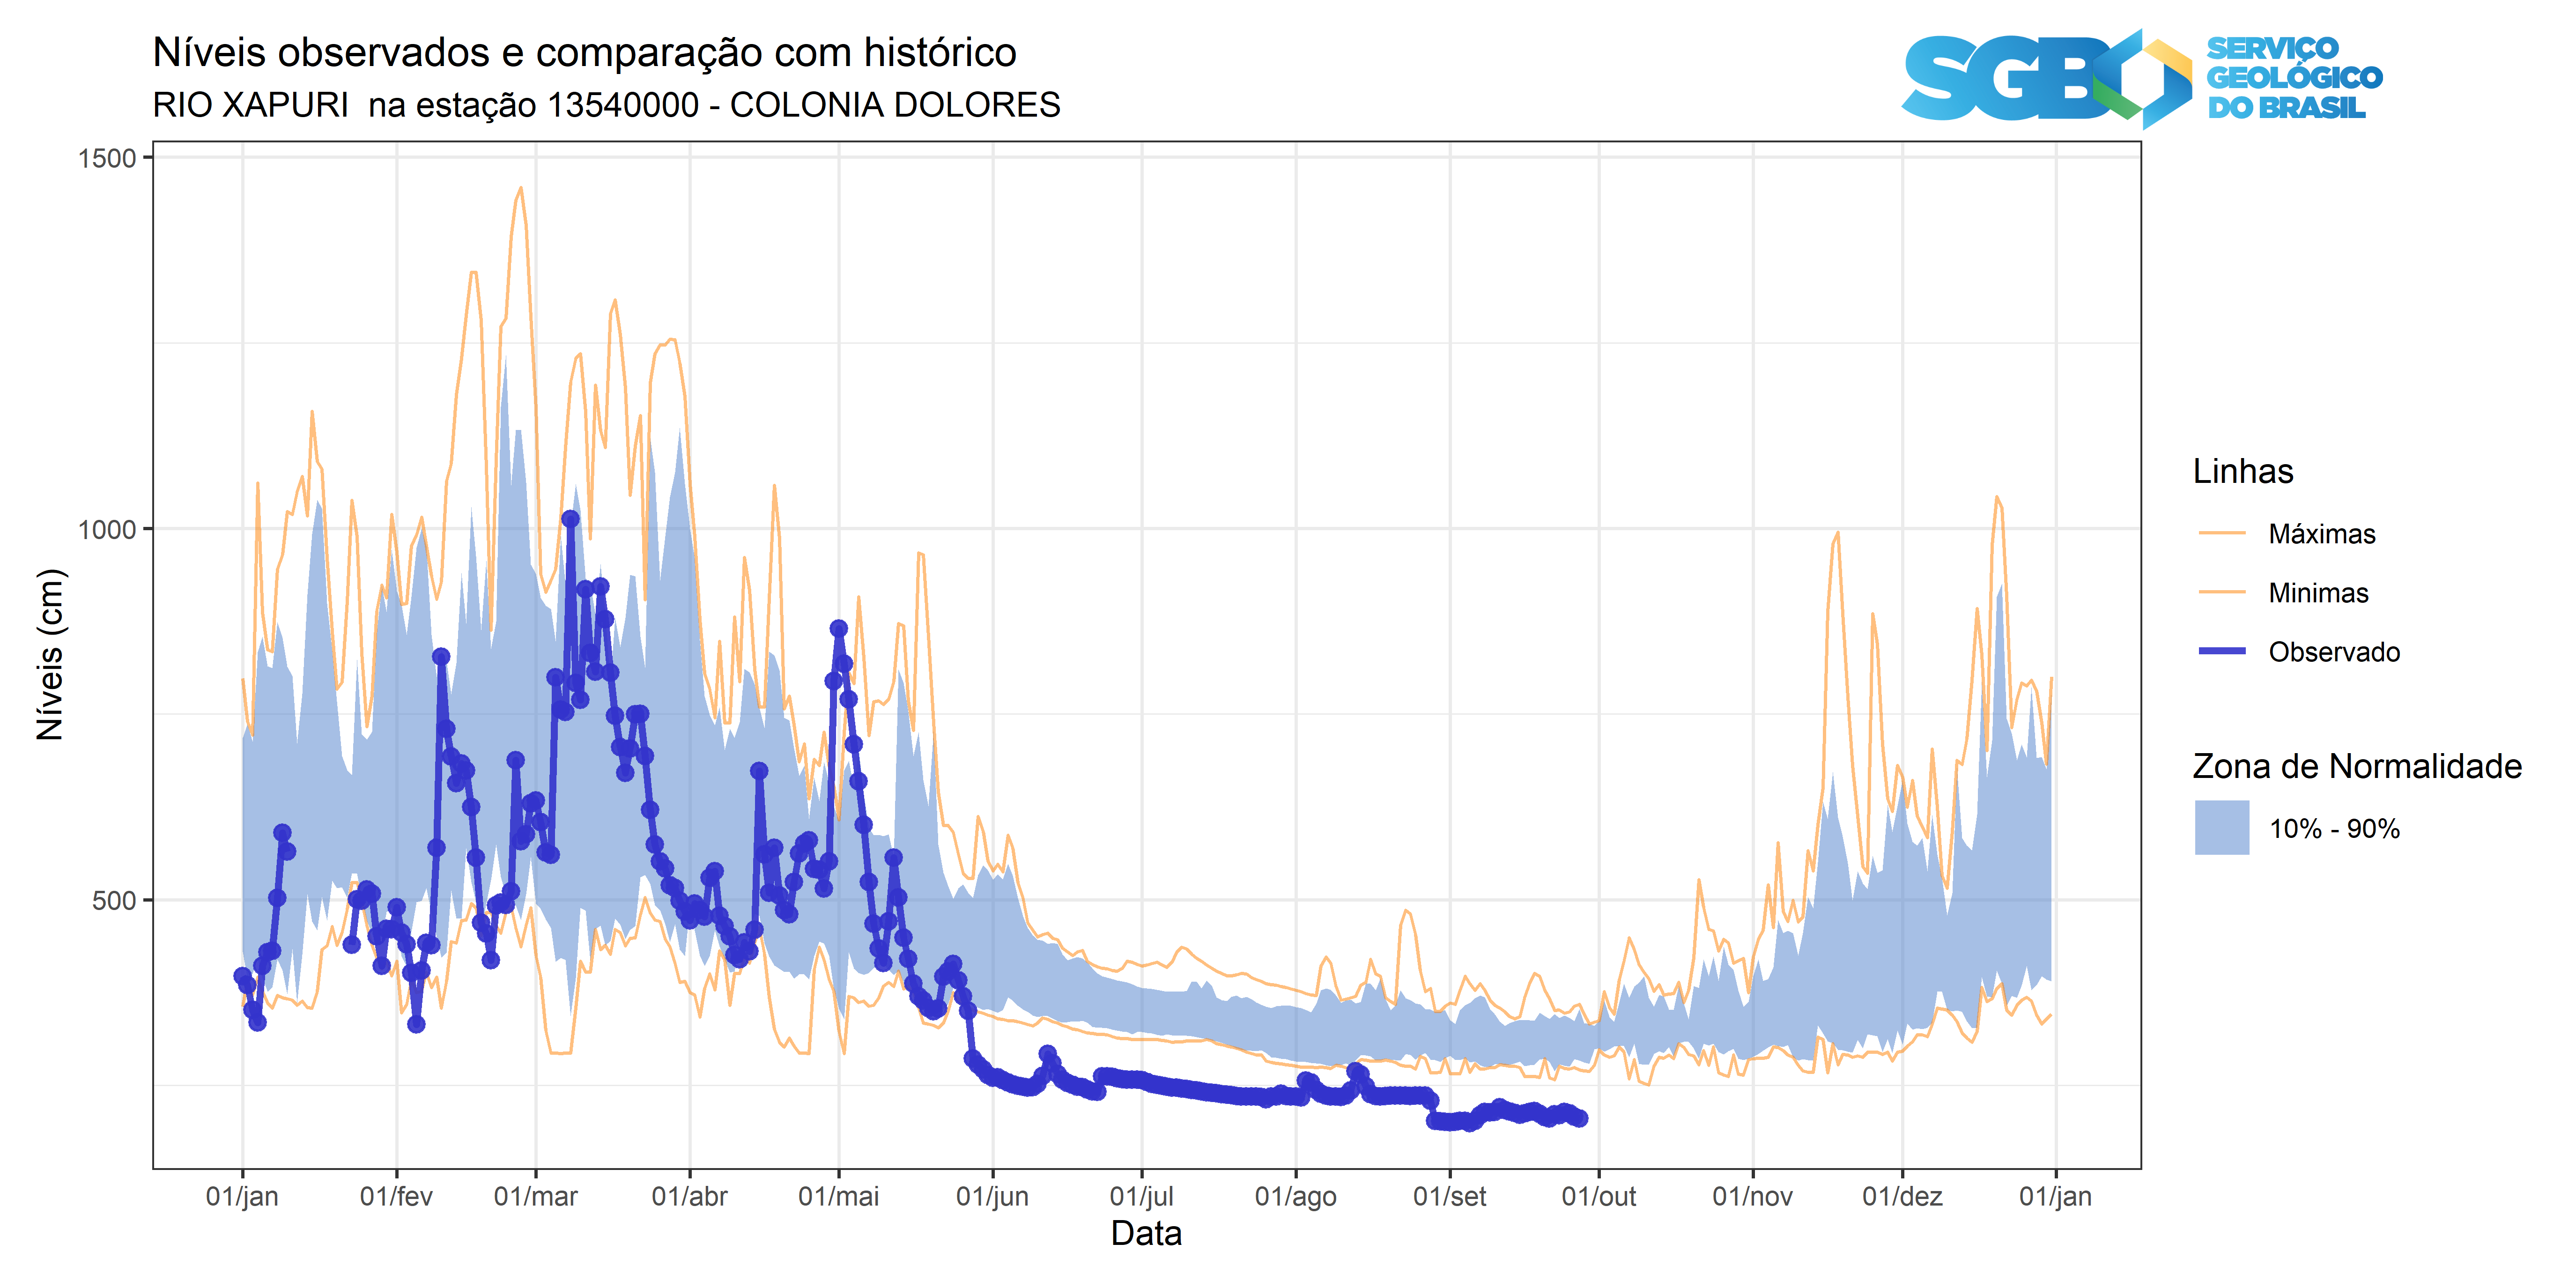 Níveis observados e comparação com histórico
RIO XAPURI  na estação 13540000 - COLONIA DOLORES
SGB
SERVIÇO
GEOLÓGICO
DO BRASIL
Níveis (cm)
1500
1000
500
01/jan
01/fev
01/mar
01/abr
01/mai
01/jun
01/jul
01/ago
01/set
01/out
01/nov
01/dez
01/jan
Data
Linhas
Máximas
Minimas
Observado
Zona de Normalidade
10% - 90%